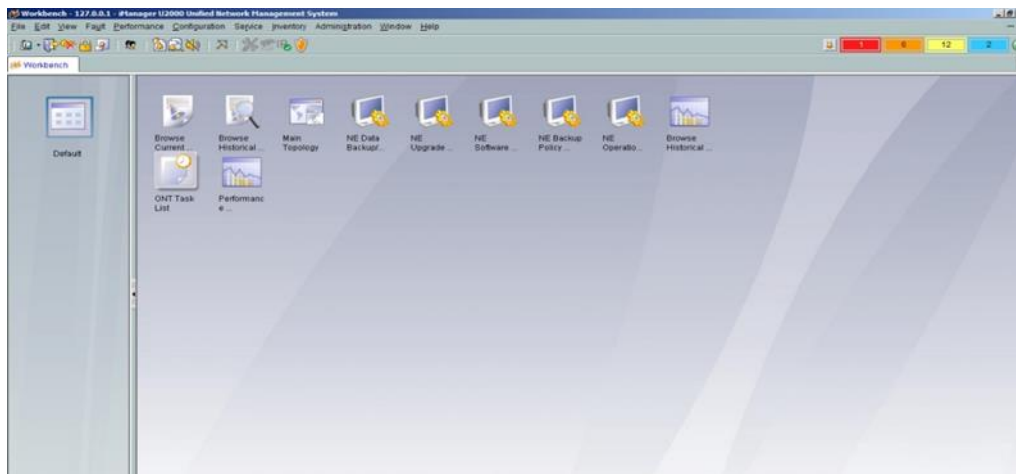 Workbench - 127.0.0.1 - iManager U2000 Unified Network Management System
File Edit View Fault Performance Configuration Service Inventory Administration Window Help
1 6 12 2
Workbench
Default
Browse
Current ...
Browse
Historical ...
Main
Topology
NE Data
Backup/...
NE
Upgrade ...
NE
Software ...
NE Backup
Policy ...
NE
Operatio...
Browse
Historical ...
ONT Task
List
Performanc
e ...